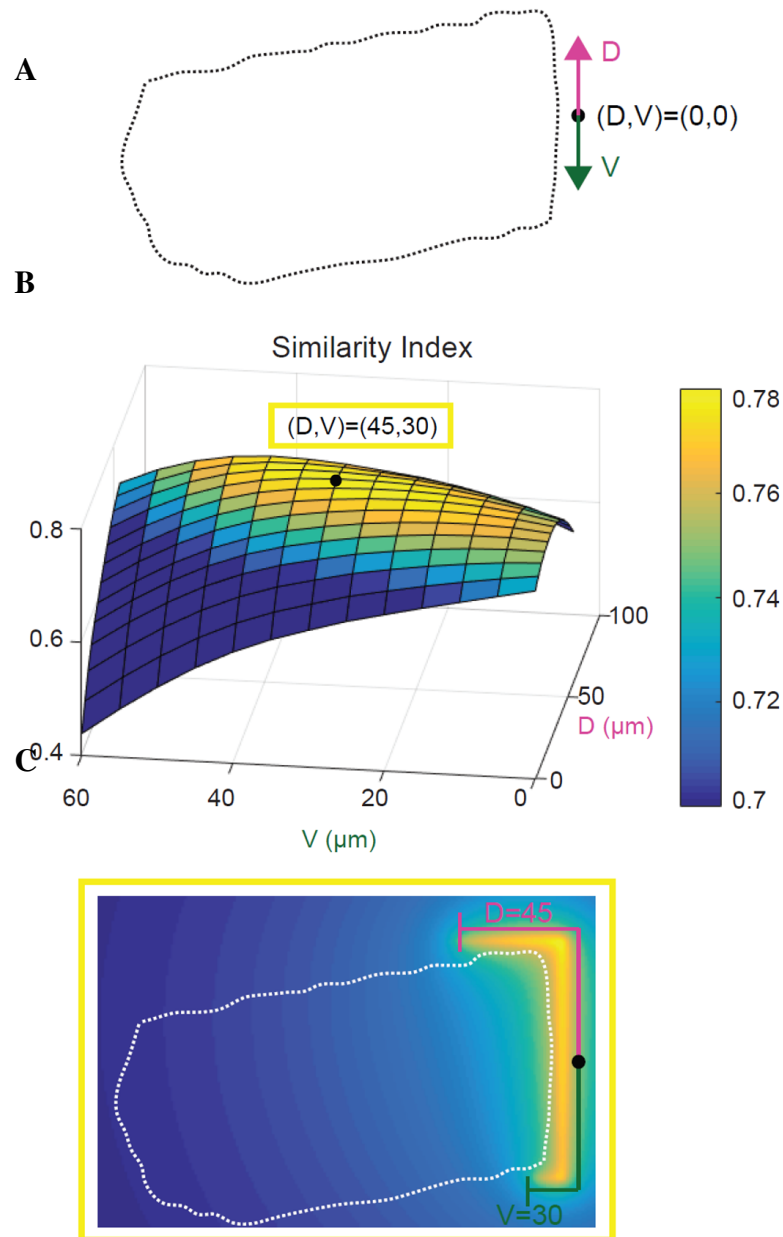 A
D
(D,V)=(0,0)
V
B
Similarity Index
(D,V)=(45,30)
0.8
0.6
0.4
60
40
20
0
V (µm)
100
50
0
D (µm)
0.78
0.76
0.74
0.72
0.7
C
D=45
V=30